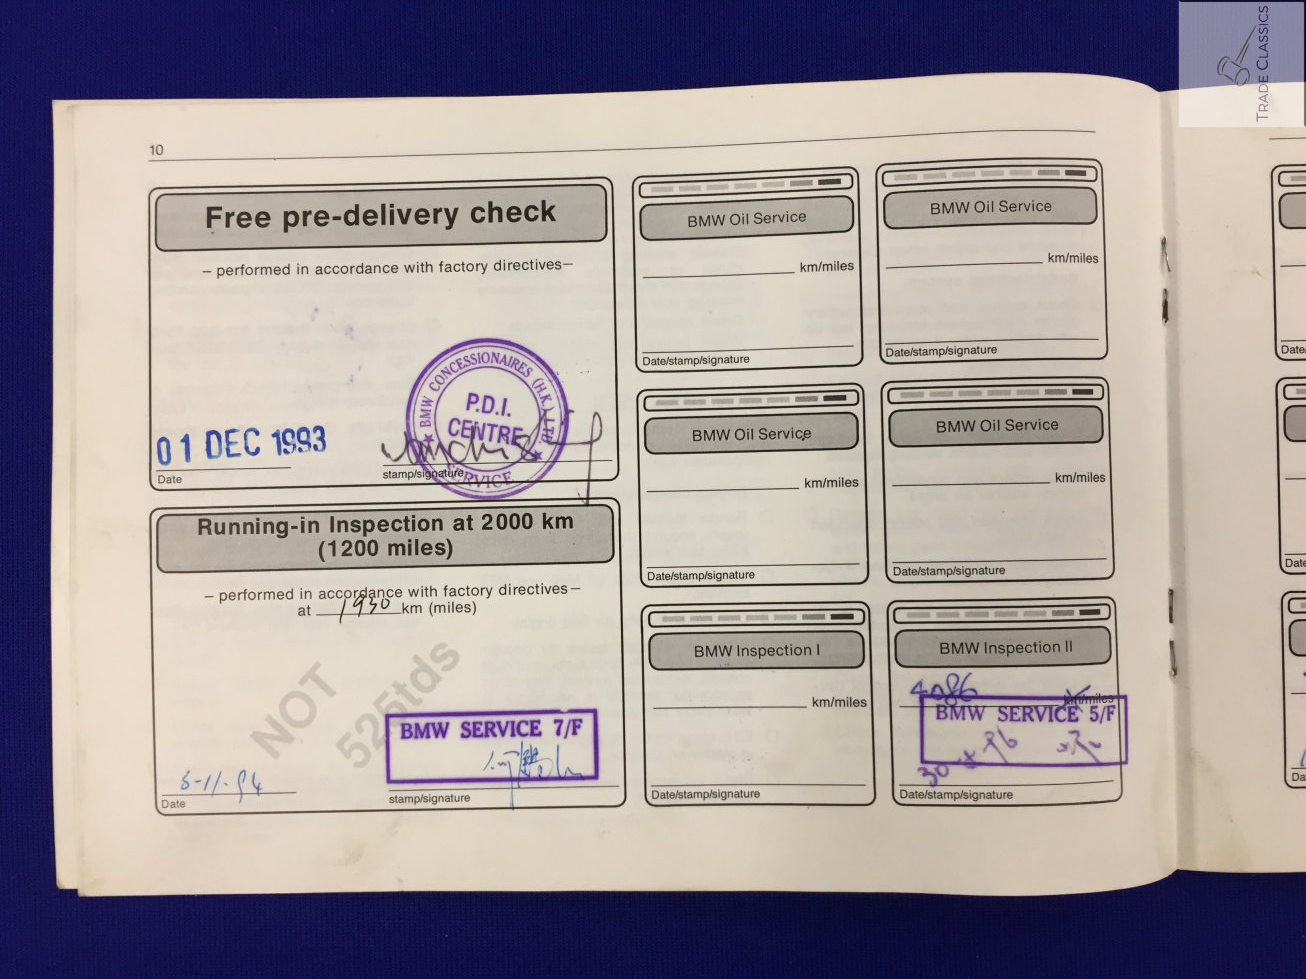 TRADE CLASSICS
10
Free pre-delivery check
– performed in accordance with factory directives–
BMW CONCESSIONAIRES (H.K.) LTD
P.D.I.
CENTRE
SERVICE
01 DEC 1993
Date
stamp/signature
Running-in Inspection at 2000 km
(1200 miles)
– performed in accordance with factory directives–
at 1930 km (miles)
NOT
525tds
BMW SERVICE 7/F
Date
stamp/signature
BMW Oil Service
km/miles
Date/stamp/signature
BMW Oil Service
km/miles
Date/stamp/signature
BMW Oil Service
km/miles
Date/stamp/signature
BMW Oil Service
km/miles
Date/stamp/signature
BMW Inspection I
km/miles
Date/stamp/signature
BMW Inspection II
4086
km/miles
BMW SERVICE 5/F
Date/stamp/signature
Date
Date
Da